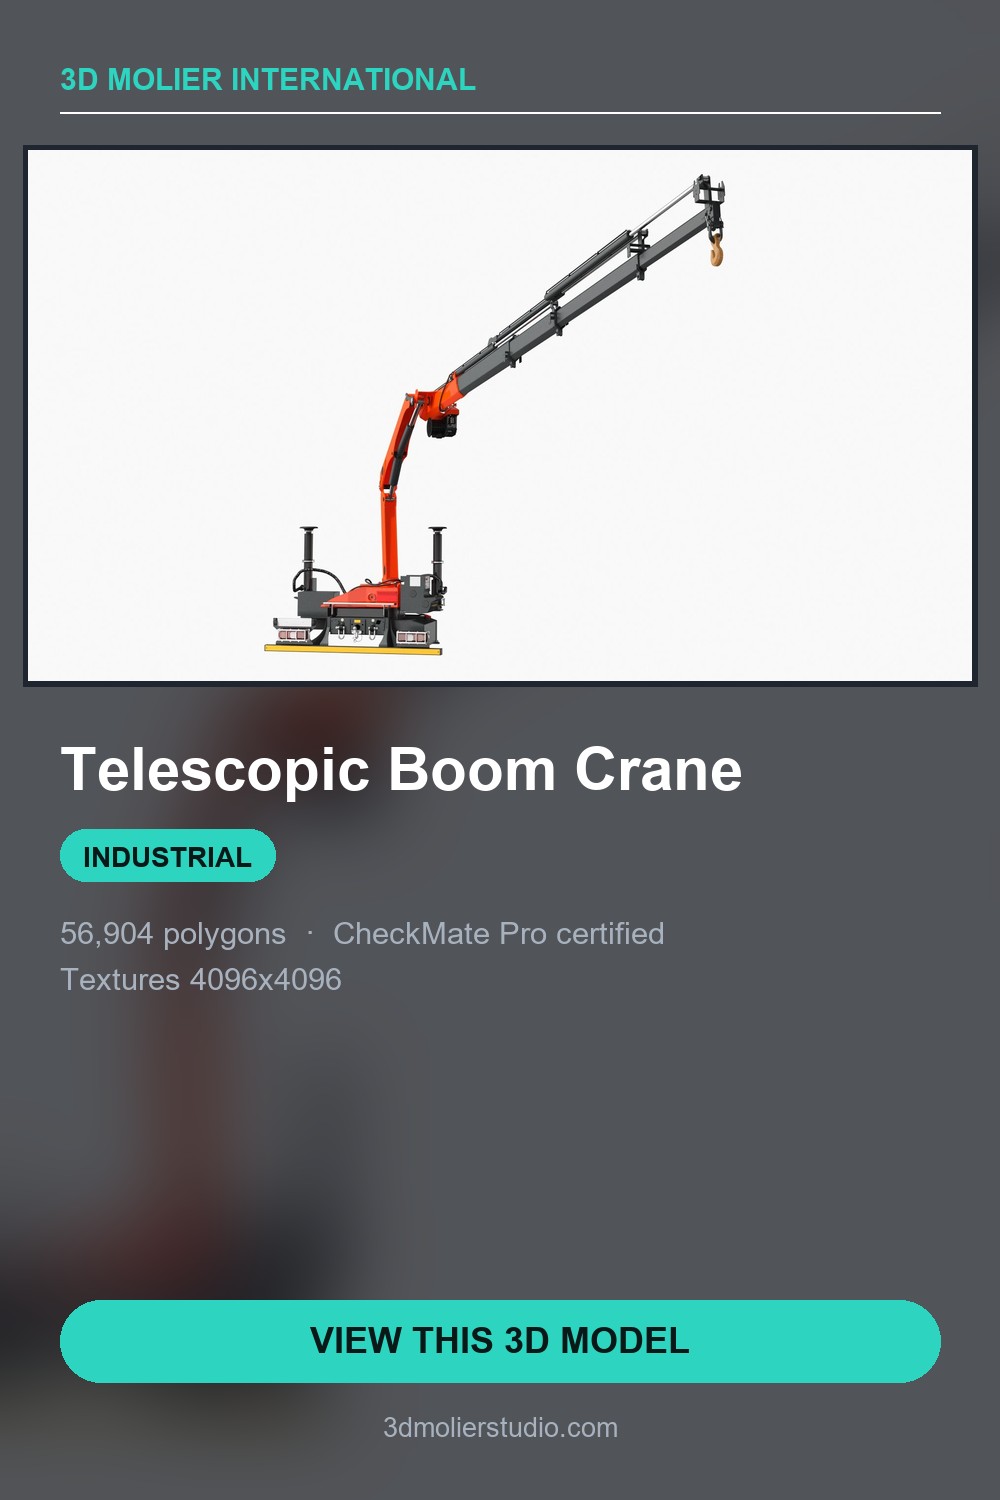 3D MOLIER INTERNATIONAL
Telescopic Boom Crane
INDUSTRIAL
56,904 polygons · CheckMate Pro certified
Textures 4096x4096
VIEW THIS 3D MODEL
3dmolierstudio.com